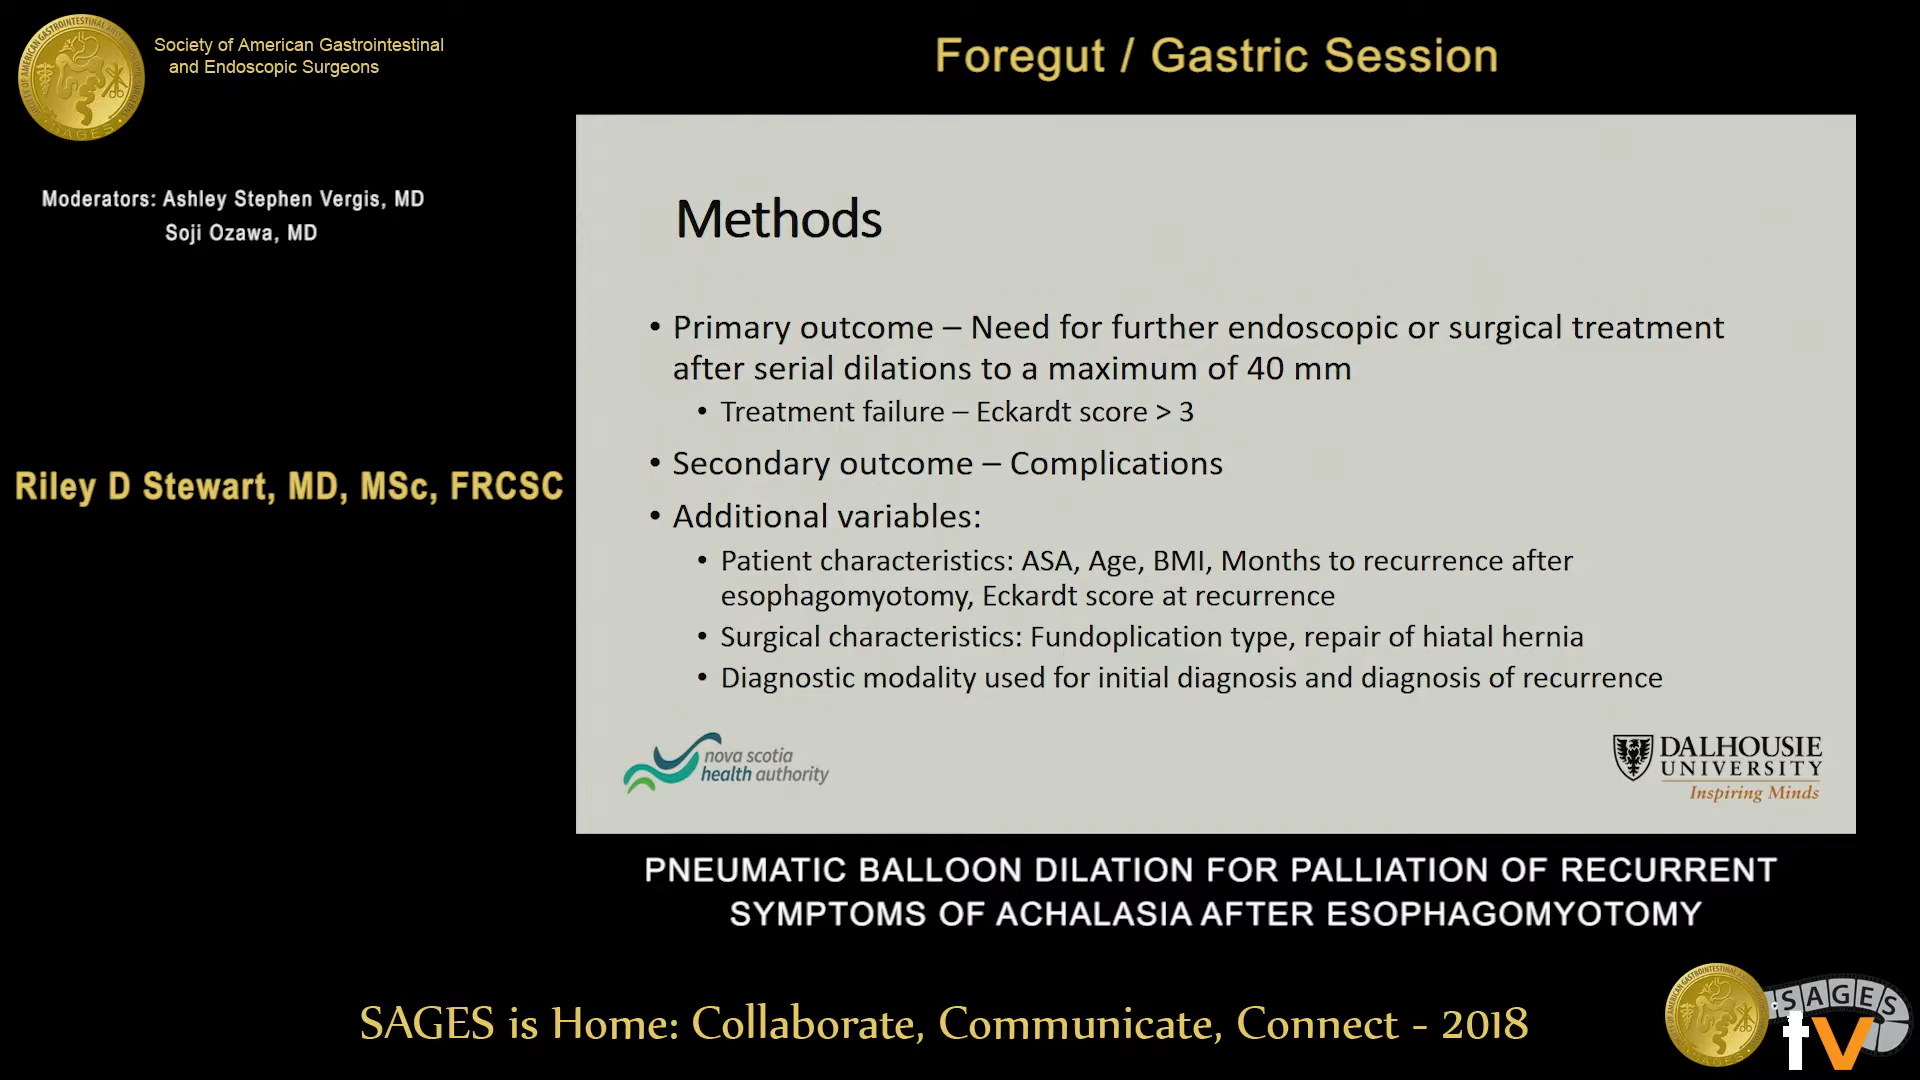 Society of American Gastrointestinal
and Endoscopic Surgeons
Foregut / Gastric Session
Moderators: Ashley Stephen Vergis, MD
Soji Ozawa, MD
Riley D Stewart, MD, MSc, FRCSC
Methods
• Primary outcome – Need for further endoscopic or surgical treatment
after serial dilations to a maximum of 40 mm
• Treatment failure – Eckardt score > 3
• Secondary outcome – Complications
• Additional variables:
• Patient characteristics: ASA, Age, BMI, Months to recurrence after
esophagomyotomy, Eckardt score at recurrence
• Surgical characteristics: Fundoplication type, repair of hiatal hernia
• Diagnostic modality used for initial diagnosis and diagnosis of recurrence
nova scotia
health authority
DALHOUSIE
UNIVERSITY
Inspiring Minds
PNEUMATIC BALLOON DILATION FOR PALLIATION OF RECURRENT
SYMPTOMS OF ACHALASIA AFTER ESOPHAGOMYOTOMY
SAGES is Home: Collaborate, Communicate, Connect - 2018
SAGES
tv